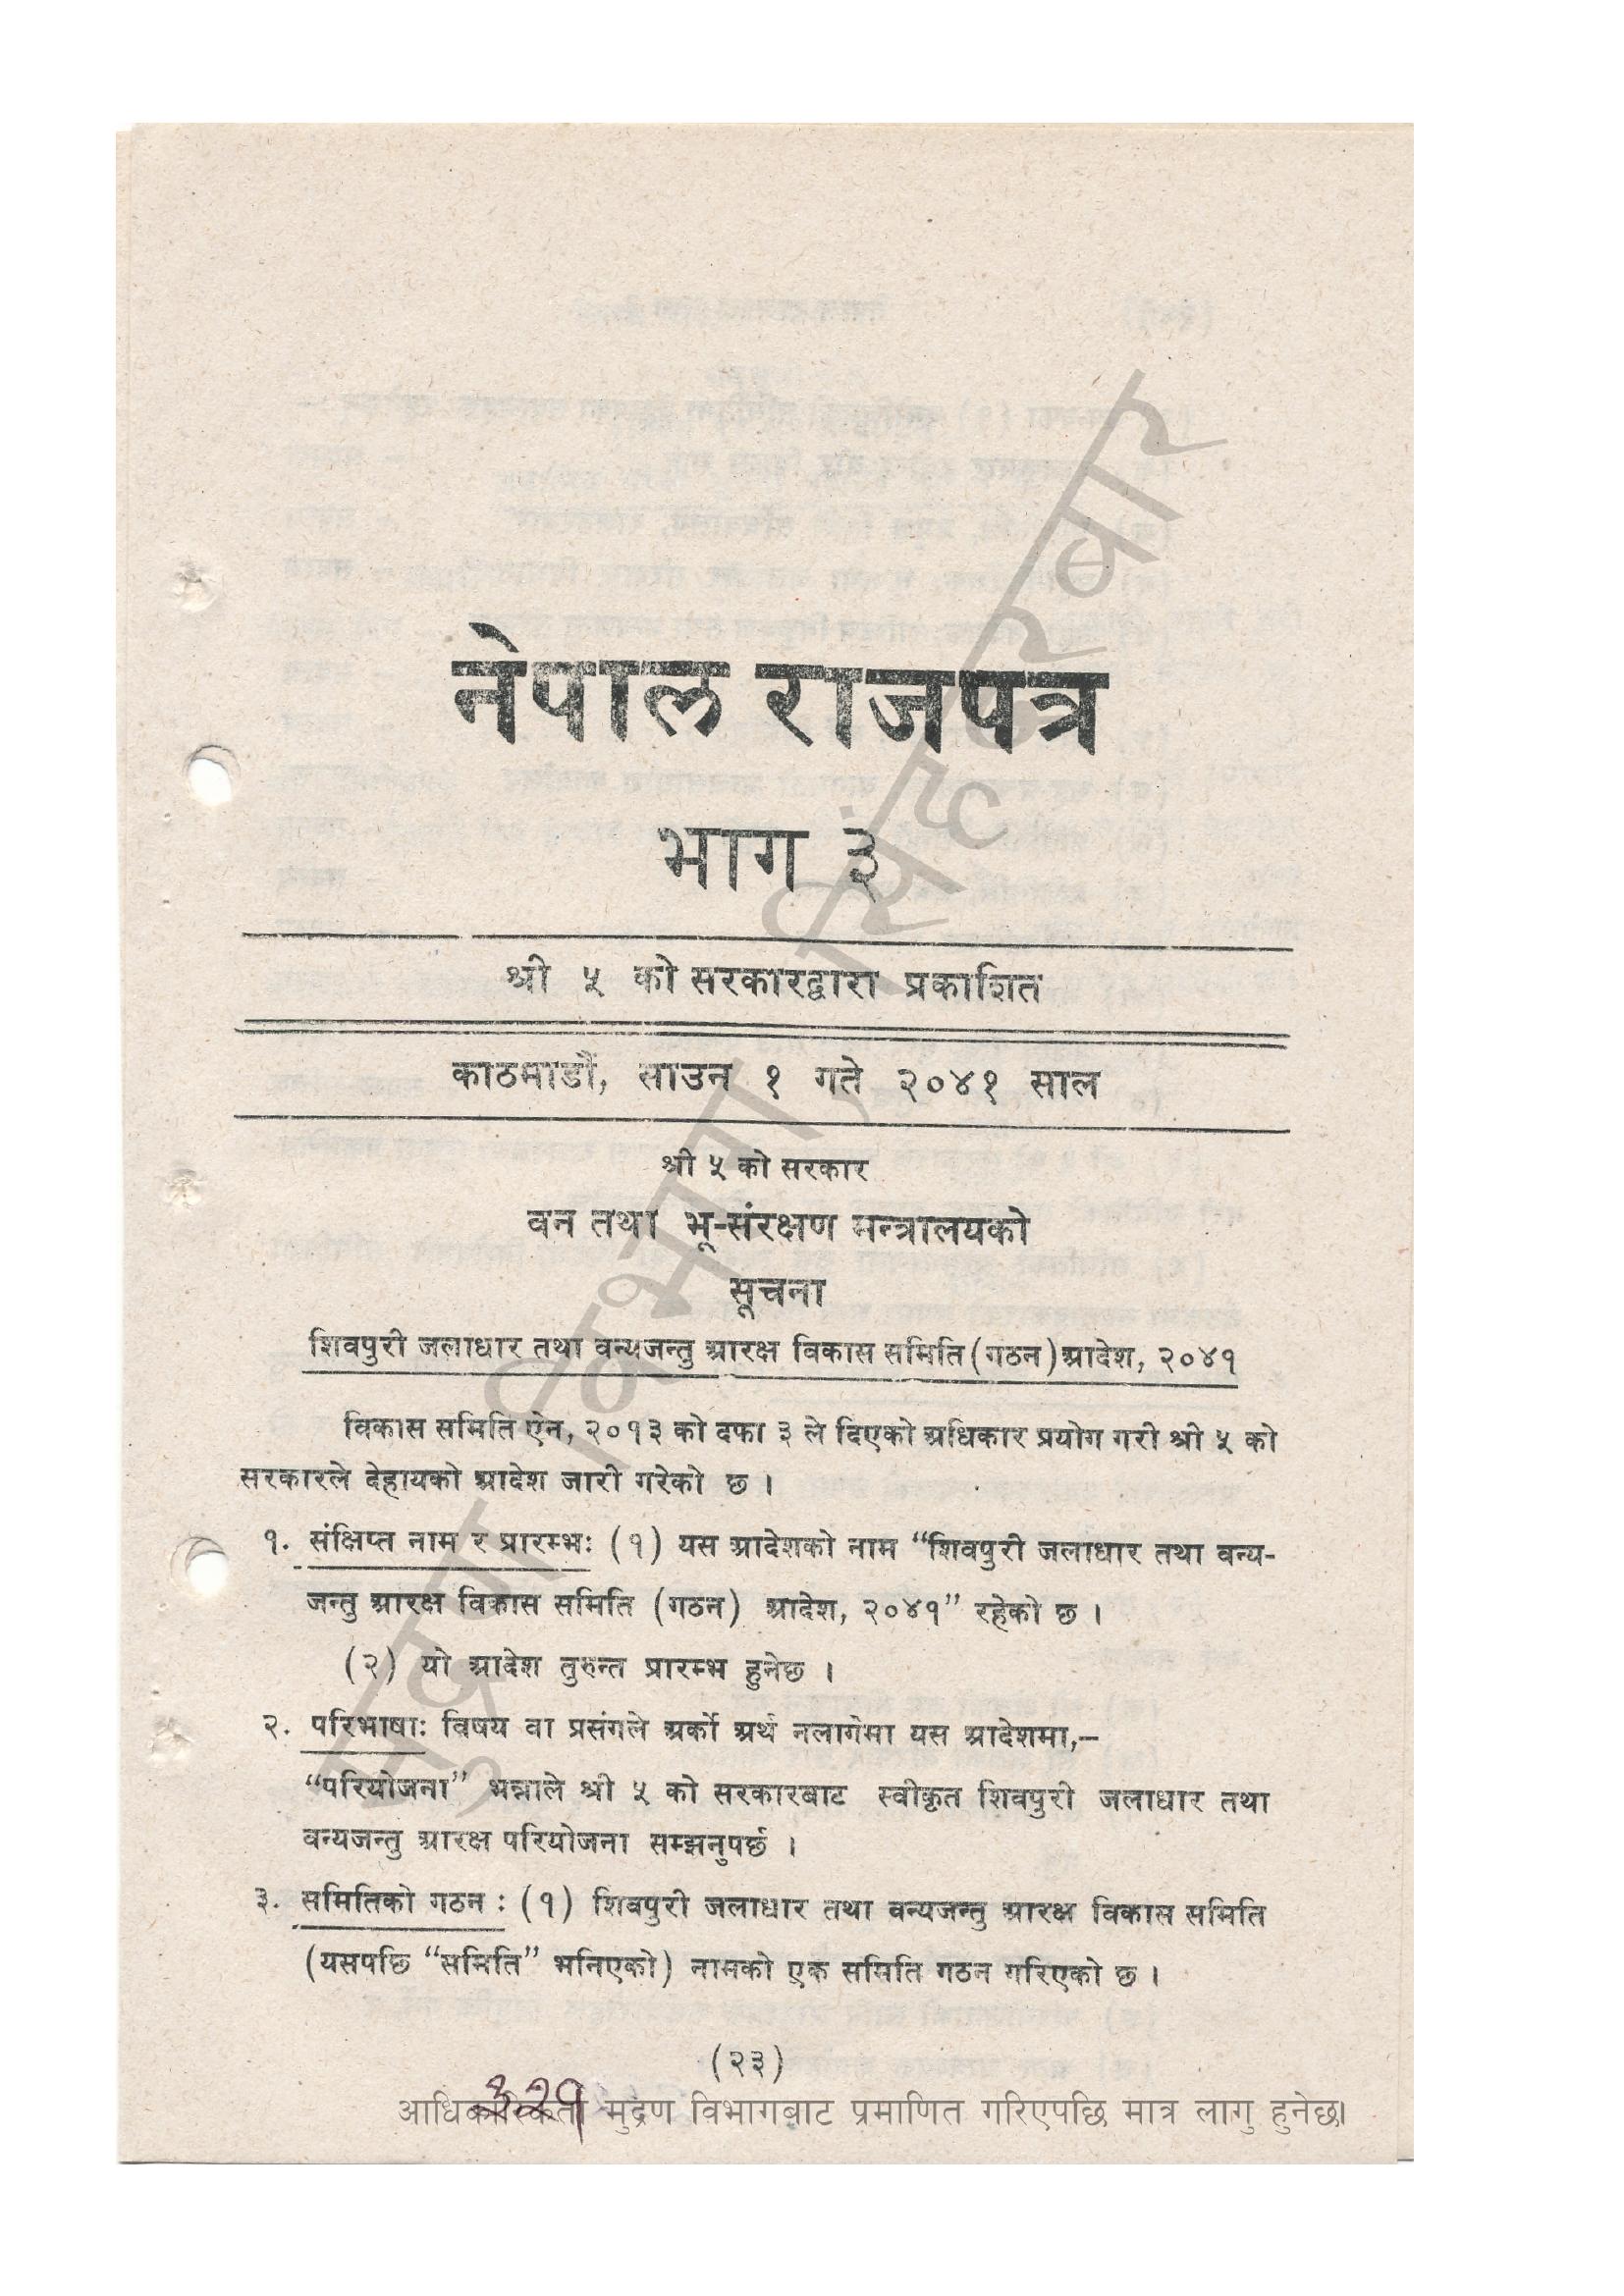 नेपाल राजपत्र
भाग ३
श्री ५ को सरकारद्वारा प्रकाशित
काठमाडौं, साउन १ गते २०४१ साल
श्री ५ को सरकार
वन तथा भू-संरक्षण मन्त्रालयको
सूचना
शिवपुरी जलाधार तथा वन्यजन्तु आरक्ष विकास समिति (गठन) आदेश, २०४१
विकास समिति ऐन, २०१३ को दफा ३ ले दिएको अधिकार प्रयोग गरी श्री ५ को
सरकारले देहायको आदेश जारी गरेको छ ।
१. संक्षिप्त नाम र प्रारम्भः (१) यस आदेशको नाम “शिवपुरी जलाधार तथा वन्य-
जन्तु आरक्ष विकास समिति (गठन) आदेश, २०४१” रहेको छ ।
(२) यो आदेश तुरुन्त प्रारम्भ हुनेछ ।
२. परिभाषाः विषय वा प्रसंगले अर्को अर्थ नलागेमा यस आदेशमा,–
“परियोजना” भन्नाले श्री ५ को सरकारबाट स्वीकृत शिवपुरी जलाधार तथा
वन्यजन्तु आरक्ष परियोजना सम्झनुपर्छ ।
३. समितिको गठन : (१) शिवपुरी जलाधार तथा वन्यजन्तु आरक्ष विकास समिति
(यसपछि “समिति” भनिएको) नामको एक समिति गठन गरिएको छ ।
(२३)
३२१
आधिकारिकता मुद्रण विभागबाट प्रमाणित गरिएपछि मात्र लागु हुनेछ।
मुद्रण विभाग, सिंहदरबार